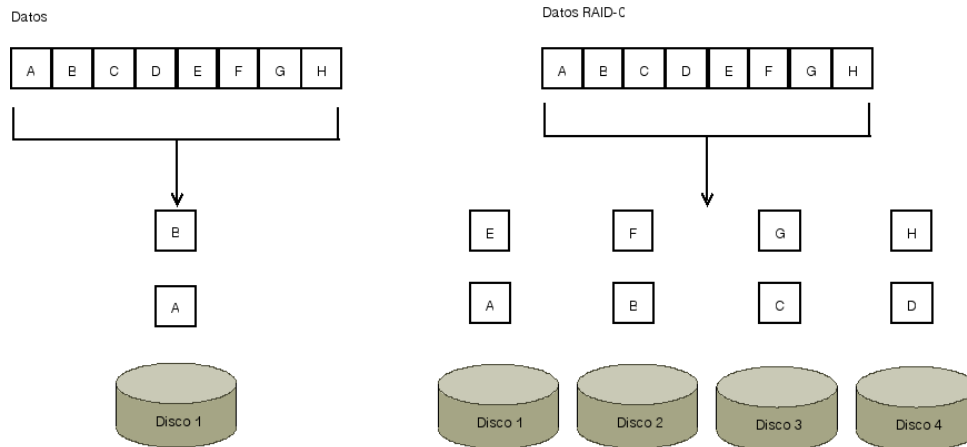 Datos
A B C D E F G H
B
A
Disco 1
Datos RAID-0
A B C D E F G H
E F G H
A B C D
Disco 1 Disco 2 Disco 3 Disco 4